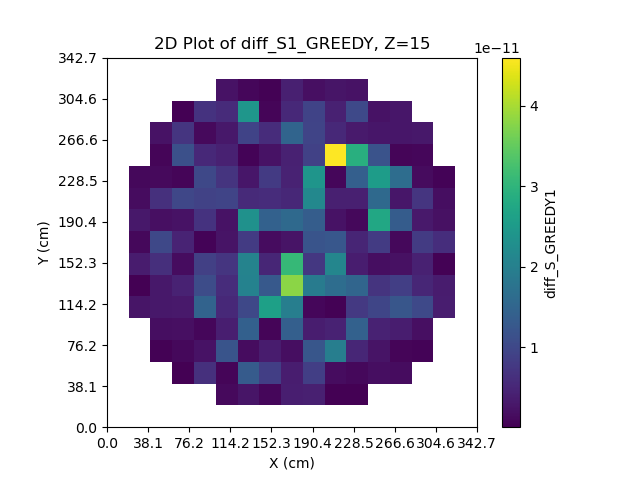 2D Plot of diff_S1_GREEDY, Z=15
1e−11
342.7
304.6
266.6
228.5
190.4
152.3
114.2
76.2
38.1
0.0
Y (cm)
0.0 38.1 76.2 114.2 152.3 190.4 228.5 266.6 304.6 342.7
X (cm)
4
3
2
1
diff_S_GREEDY1